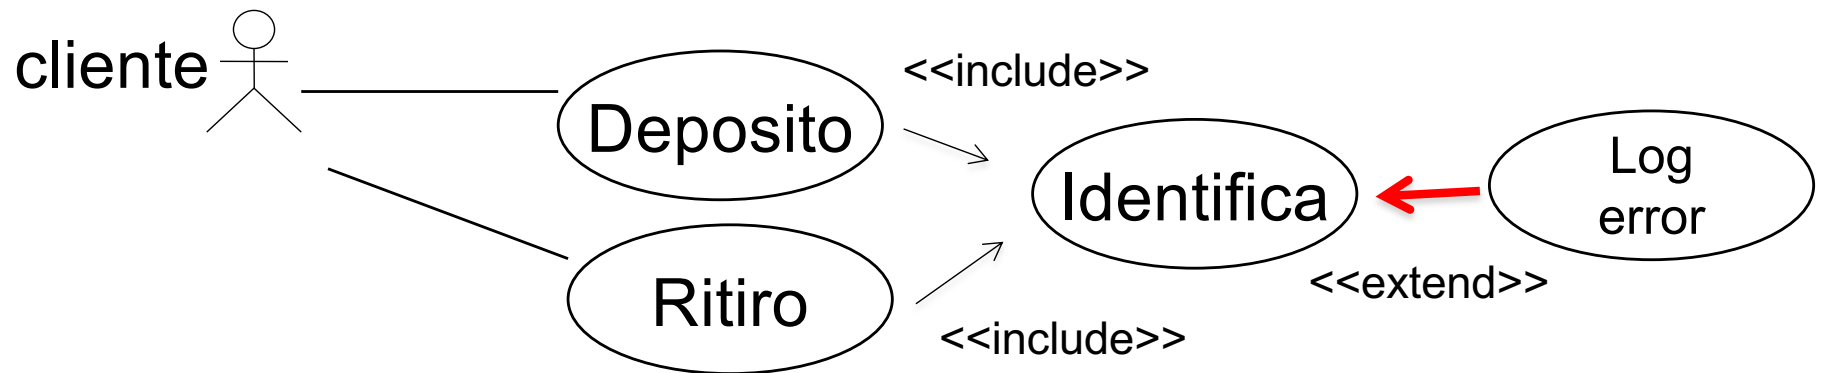 cliente
Deposito
<<include>>
Identifica
Log
error
<<extend>>
Ritiro
<<include>>